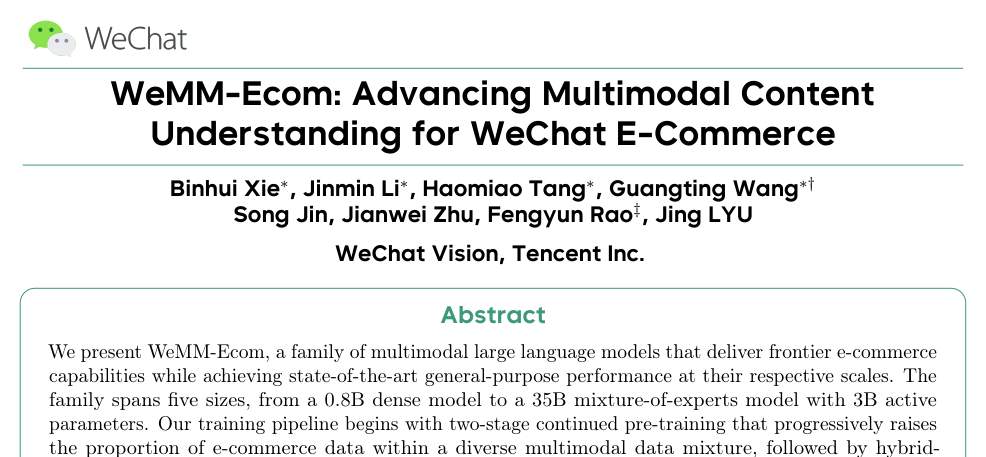 WeChat
WeMM-Ecom: Advancing Multimodal Content
Understanding for WeChat E-Commerce
Binhui Xie*, Jinmin Li*, Haomiao Tang*, Guangting Wang*†
Song Jin, Jianwei Zhu, Fengyun Rao‡, Jing LYU
WeChat Vision, Tencent Inc.
Abstract
We present WeMM-Ecom, a family of multimodal large language models that deliver frontier e-commerce
capabilities while achieving state-of-the-art general-purpose performance at their respective scales. The
family spans five sizes, from a 0.8B dense model to a 35B mixture-of-experts model with 3B active
parameters. Our training pipeline begins with two-stage continued pre-training that progressively raises
the proportion of e-commerce data within a diverse multimodal data mixture, followed by hybrid-